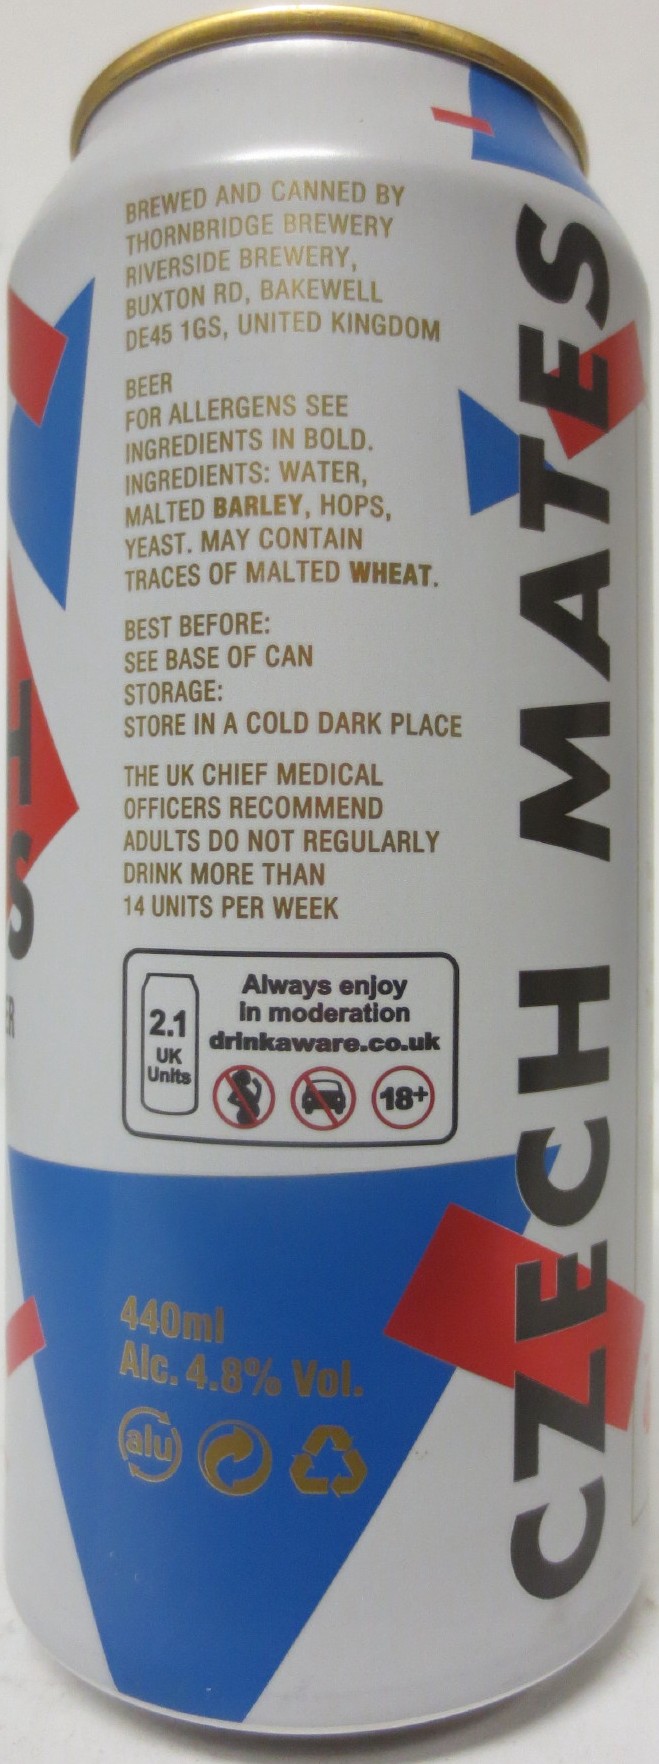 BREWED AND CANNED BY
THORNBRIDGE BREWERY
RIVERSIDE BREWERY,
BUXTON RD, BAKEWELL
DE45 1GS, UNITED KINGDOM
BEER
FOR ALLERGENS SEE
INGREDIENTS IN BOLD.
INGREDIENTS: WATER,
MALTED BARLEY, HOPS,
YEAST. MAY CONTAIN
TRACES OF MALTED WHEAT.
BEST BEFORE:
SEE BASE OF CAN
STORAGE:
STORE IN A COLD DARK PLACE
THE UK CHIEF MEDICAL
OFFICERS RECOMMEND
ADULTS DO NOT REGULARLY
DRINK MORE THAN
14 UNITS PER WEEK
2.1
UK
Units
Always enjoy
in moderation
drinkaware.co.uk
18+
440ml
Alc. 4.8% Vol.
alu
CZECH MATES